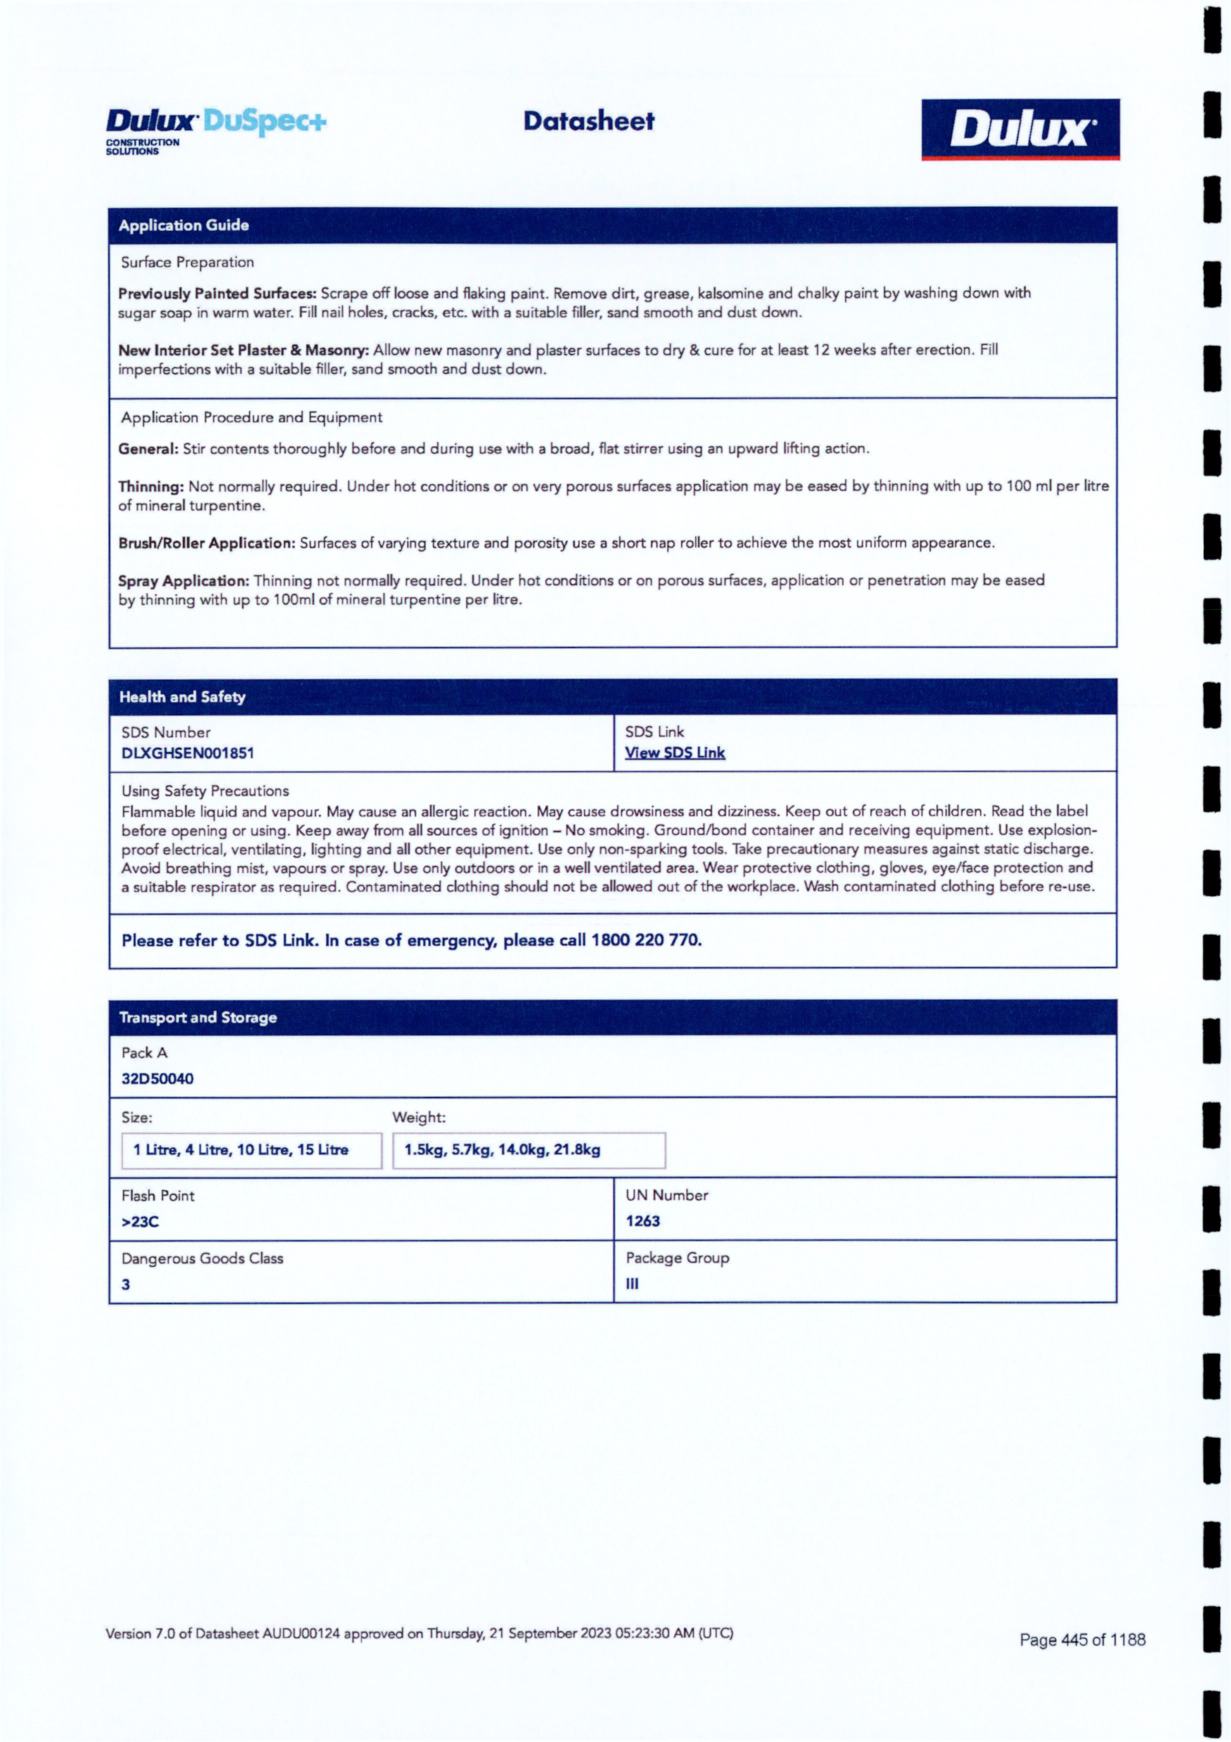 Dulux DuSpec+
CONSTRUCTION
SOLUTIONS
Datasheet
Dulux
Application Guide
Surface Preparation
Previously Painted Surfaces: Scrape off loose and flaking paint. Remove dirt, grease, kalsomine and chalky paint by washing down with
sugar soap in warm water. Fill nail holes, cracks, etc. with a suitable filler, sand smooth and dust down.
New Interior Set Plaster & Masonry: Allow new masonry and plaster surfaces to dry & cure for at least 12 weeks after erection. Fill
imperfections with a suitable filler, sand smooth and dust down.
Application Procedure and Equipment
General: Stir contents thoroughly before and during use with a broad, flat stirrer using an upward lifting action.
Thinning: Not normally required. Under hot conditions or on very porous surfaces application may be eased by thinning with up to 100 ml per litre
of mineral turpentine.
Brush/Roller Application: Surfaces of varying texture and porosity use a short nap roller to achieve the most uniform appearance.
Spray Application: Thinning not normally required. Under hot conditions or on porous surfaces, application or penetration may be eased
by thinning with up to 100ml of mineral turpentine per litre.
Health and Safety
SDS Number
DLXGHSEN001851
SDS Link
View SDS Link
Using Safety Precautions
Flammable liquid and vapour. May cause an allergic reaction. May cause drowsiness and dizziness. Keep out of reach of children. Read the label
before opening or using. Keep away from all sources of ignition – No smoking. Ground/bond container and receiving equipment. Use explosion-
proof electrical, ventilating, lighting and all other equipment. Use only non-sparking tools. Take precautionary measures against static discharge.
Avoid breathing mist, vapours or spray. Use only outdoors or in a well ventilated area. Wear protective clothing, gloves, eye/face protection and
a suitable respirator as required. Contaminated clothing should not be allowed out of the workplace. Wash contaminated clothing before re-use.
Please refer to SDS Link. In case of emergency, please call 1800 220 770.
Transport and Storage
Pack A
32D50040
Size:
Weight:
1 Litre, 4 Litre, 10 Litre, 15 Litre
1.5kg, 5.7kg, 14.0kg, 21.8kg
Flash Point
>23C
UN Number
1263
Dangerous Goods Class
3
Package Group
III
Version 7.0 of Datasheet AUDU00124 approved on Thursday, 21 September 2023 05:23:30 AM (UTC)
Page 445 of 1188